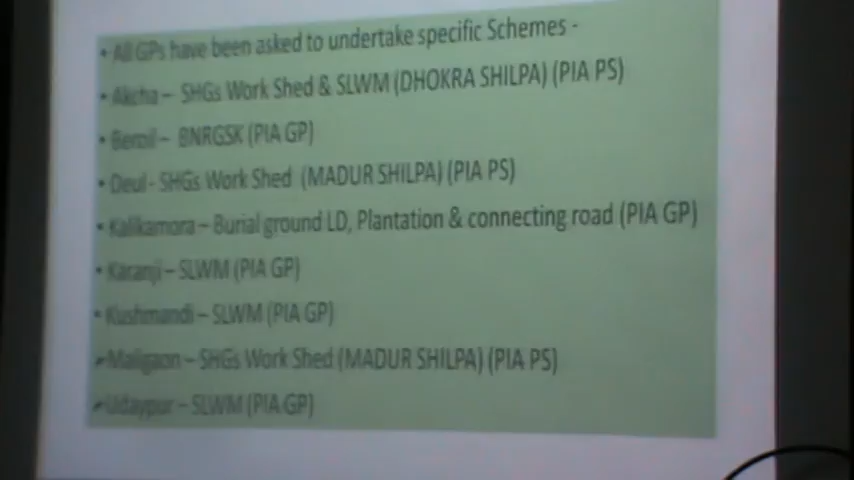 • All GPs have been asked to undertake specific Schemes -
• Akcha – SHGs Work Shed & SLWM (DHOKRA SHILPA) (PIA PS)
• Beroil – BNRGSK (PIA GP)
• Deul - SHGs Work Shed (MADUR SHILPA) (PIA PS)
• Kalikamora – Burial ground LD, Plantation & connecting road (PIA GP)
• Karanji – SLWM (PIA GP)
• Kushmandi – SLWM (PIA GP)
• Maligaon – SHGs Work Shed (MADUR SHILPA) (PIA PS)
• Udaypur – SLWM (PIA GP)